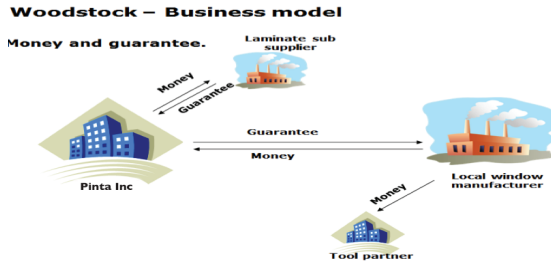 Woodstock – Business model
Money and guarantee.
Laminate sub
supplier
Money
Guarantee
Guarantee
Money
Pinta Inc
Local window
manufacturer
Money
Tool partner